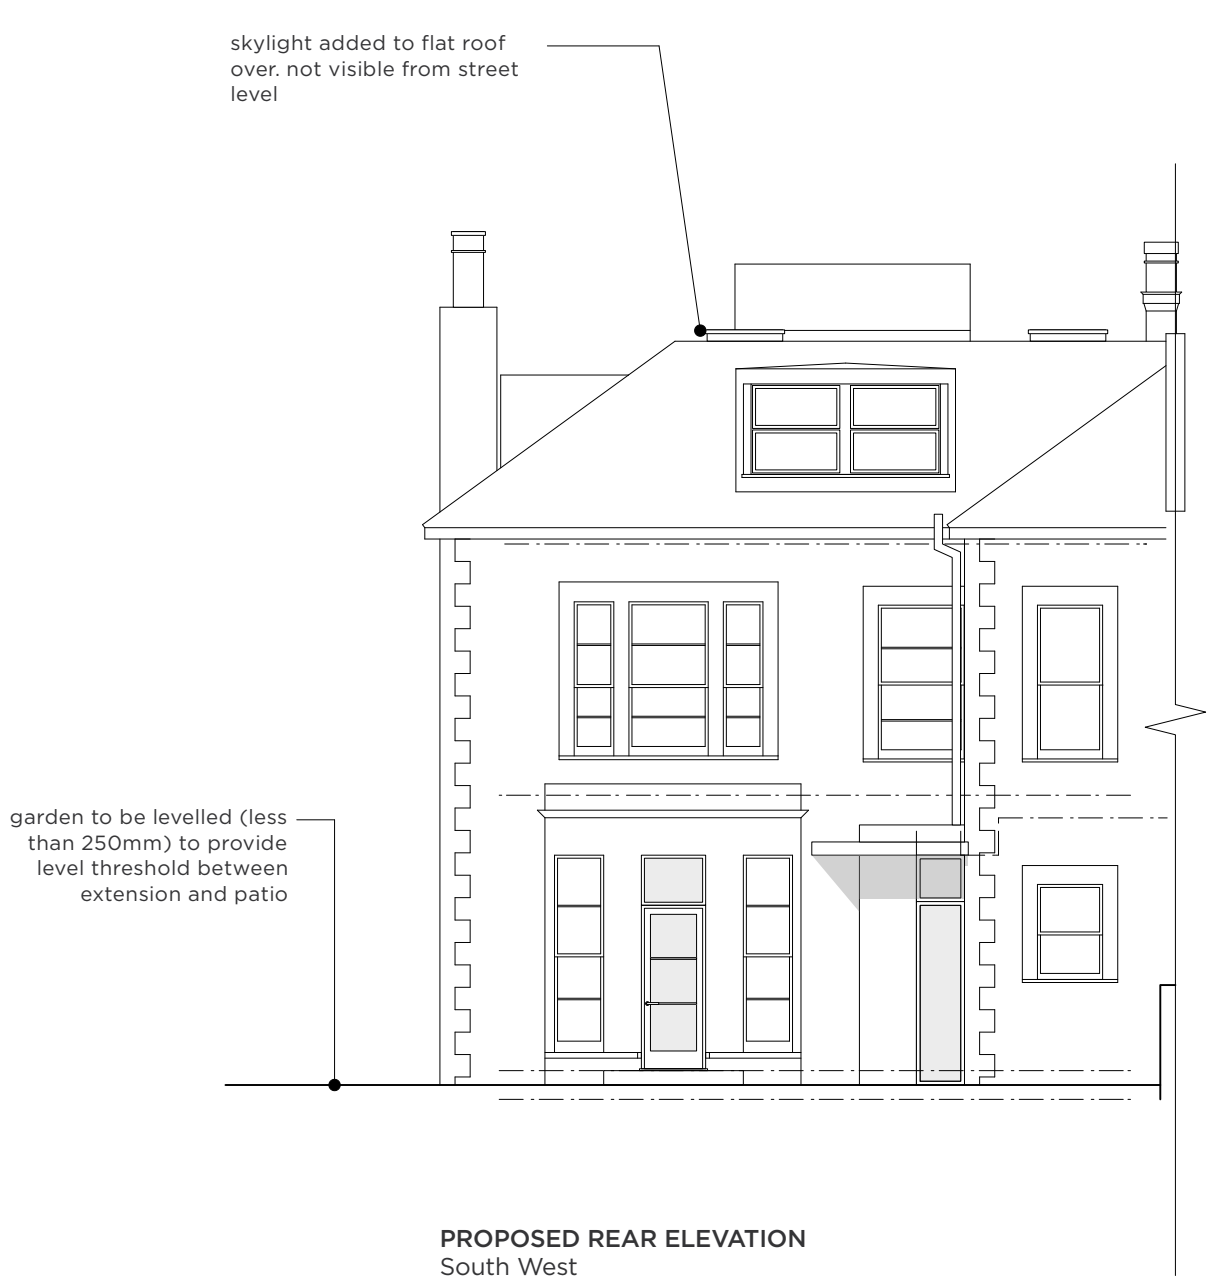 skylight added to flat roof
over. not visible from street
level
garden to be levelled (less
than 250mm) to provide
level threshold between
extension and patio
PROPOSED REAR ELEVATION
South West